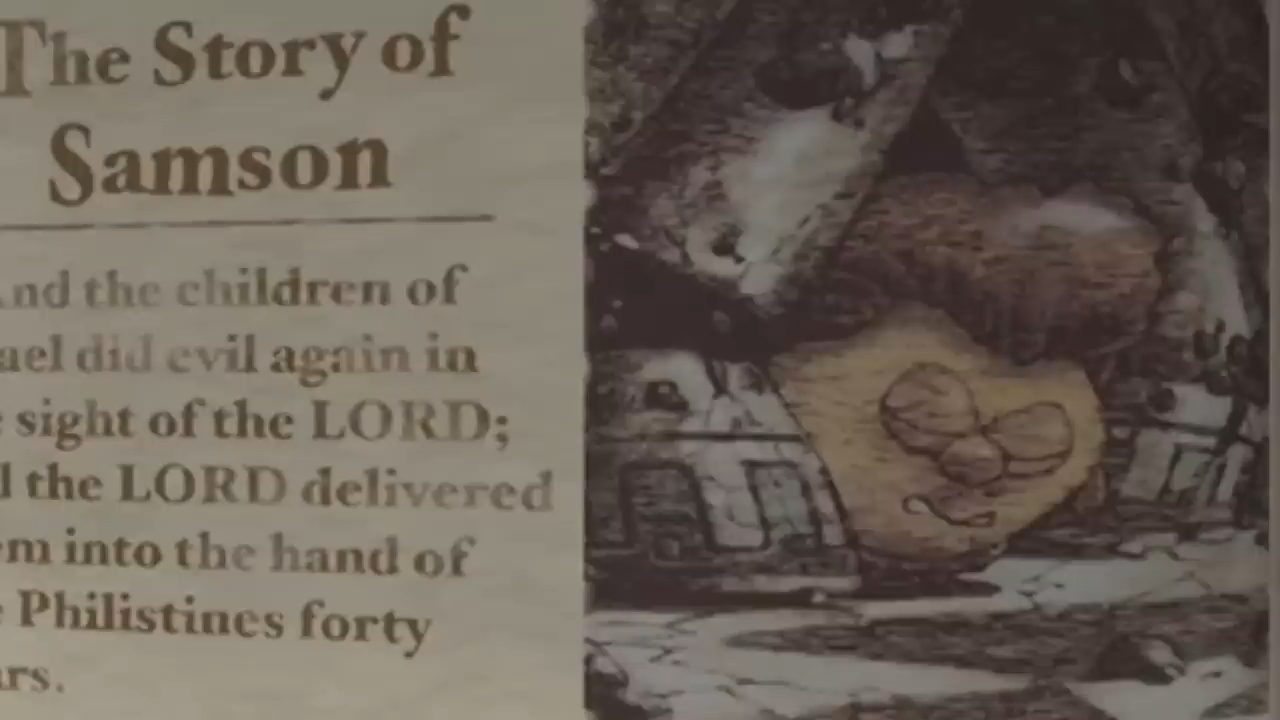 The Story of
Samson
nd the children of
ael did evil again in
sight of the LORD;
the LORD delivered
m into the hand of
Philistines forty
rs.